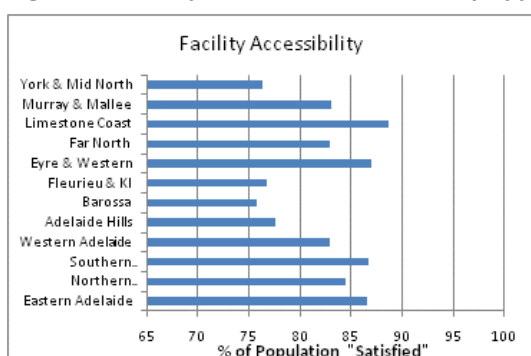 Facility Accessibility
York & Mid North
Murray & Mallee
Limestone Coast
Far North
Eyre & Western
Fleurieu & KI
Barossa
Adelaide Hills
Western Adelaide
Southern..
Northern..
Eastern Adelaide
65 70 75 80 85 90 95 100
% of Population "Satisfied"